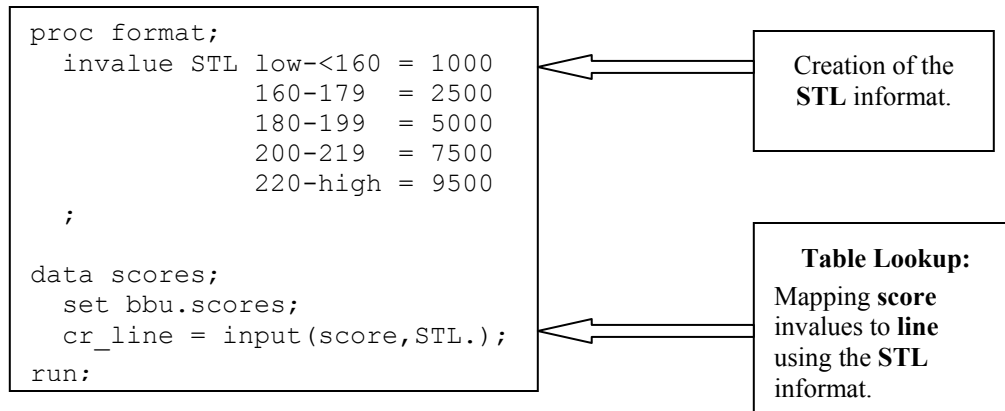 proc format;
invalue STL low-<160 = 1000
160-179 = 2500
180-199 = 5000
200-219 = 7500
220-high = 9500
;
data scores;
set bbu.scores;
cr_line = input(score,STL.);
run;
Creation of the
STL informat.
Table Lookup:
Mapping score
invalues to line
using the STL
informat.